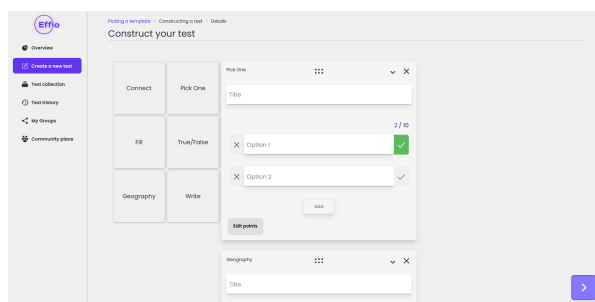 Effio
Overview
Create a new test
Test collection
Test History
My Groups
Community place
Picking a template > Constructing a test > Details
Construct your test
Connect
Pick One
Fill
True/False
Geography
Write
Pick One
Title
2 / 10
Option 1
Option 2
Add
Edit points
Geography
Title